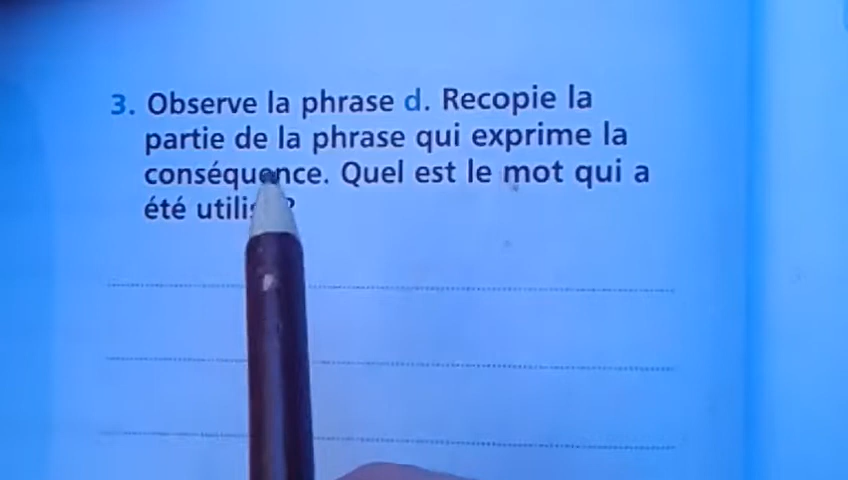 3. Observe la phrase d. Recopie la
partie de la phrase qui exprime la
conséquence. Quel est le mot qui a
été utilisé?